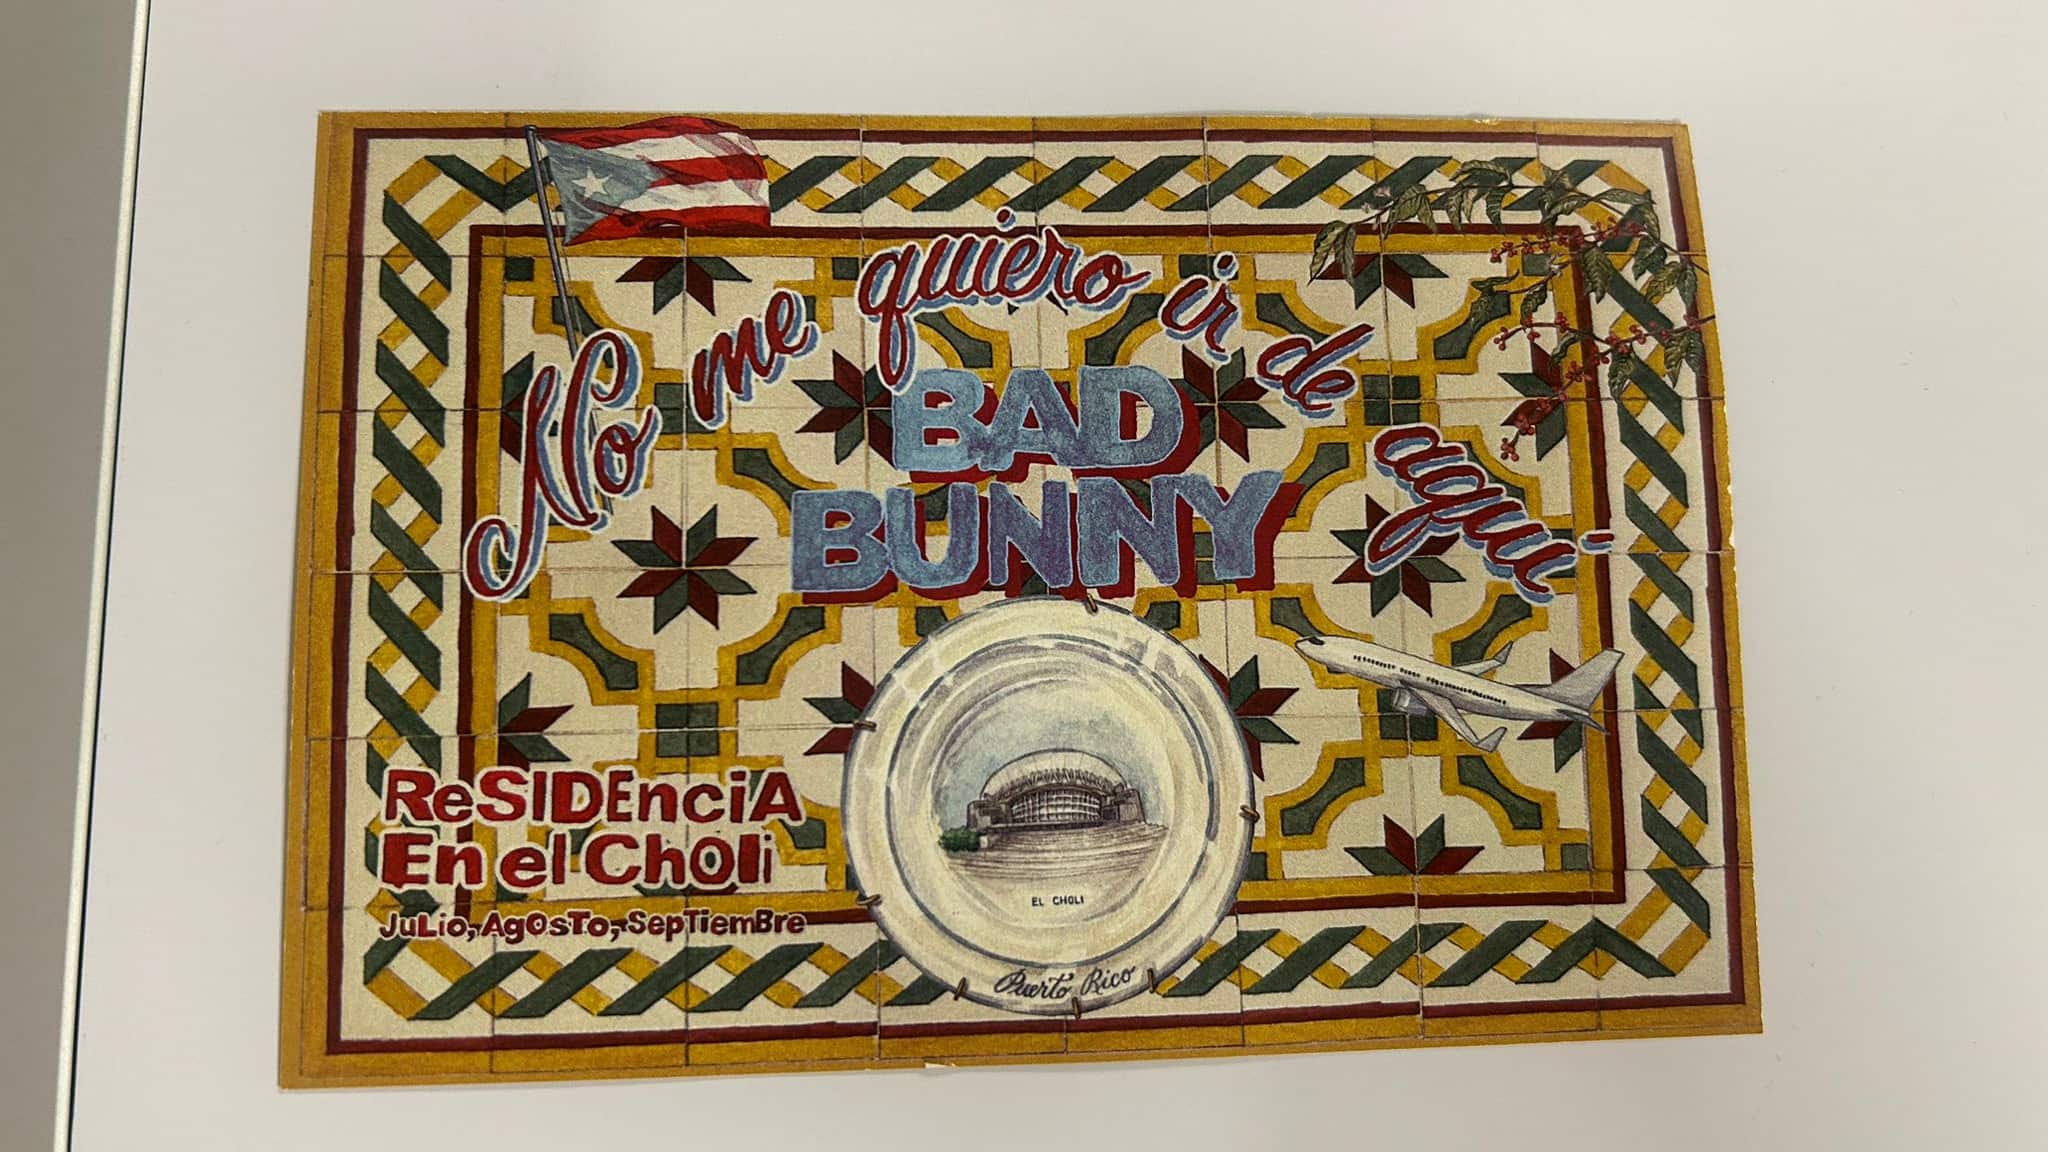 No me quiero ir de aquí
BAD
BUNNY
ReSIDEnciA
En el ChOli
JuLio, AgOsTo, SepTiemBre
EL CHOLI
Puerto Rico